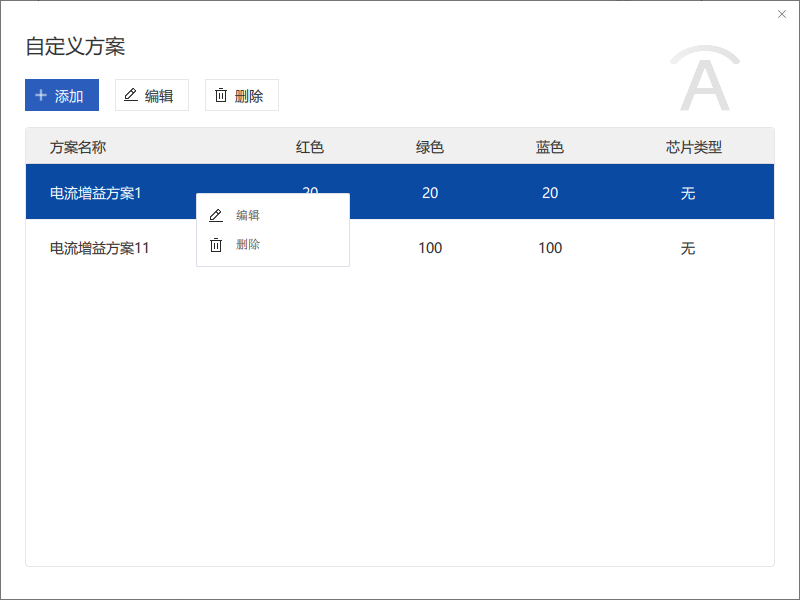 自定义方案
添加 编辑 删除
方案名称 红色 绿色 蓝色 芯片类型
电流增益方案1 20 20 20 无
编辑
删除
电流增益方案11 100 100 无